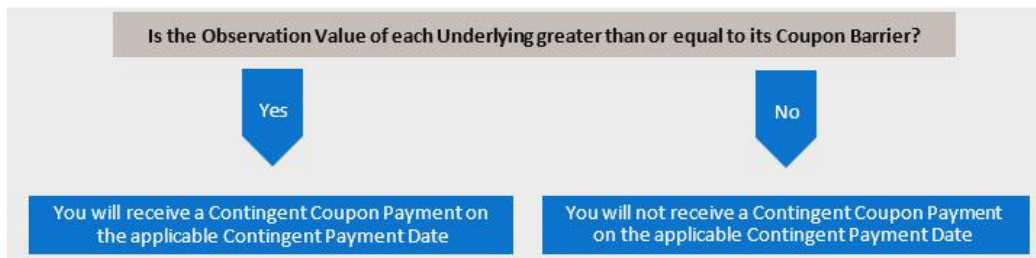 Is the Observation Value of each Underlying greater than or equal to its Coupon Barrier?
Yes
No
You will receive a Contingent Coupon Payment on
the applicable Contingent Payment Date
You will not receive a Contingent Coupon Payment
on the applicable Contingent Payment Date